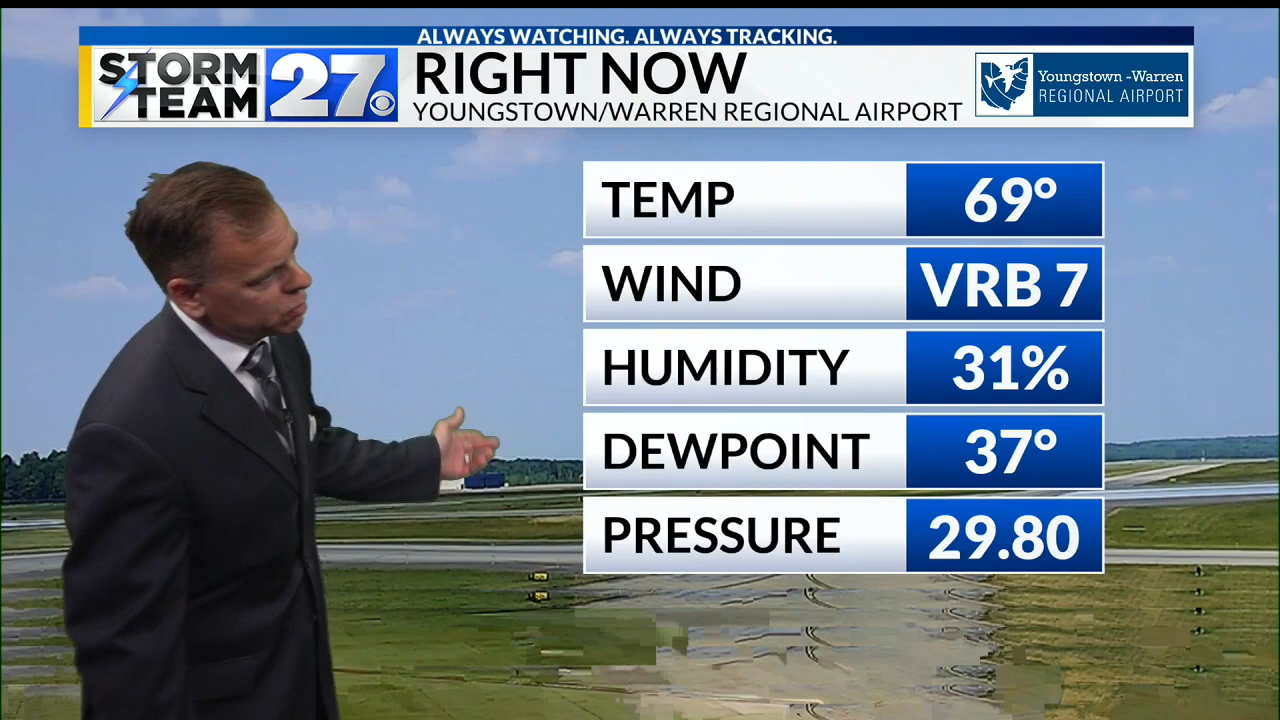 ALWAYS WATCHING. ALWAYS TRACKING.
STORM
TEAM
27
RIGHT NOW
YOUNGSTOWN/WARREN REGIONAL AIRPORT
Youngstown -Warren
REGIONAL AIRPORT
TEMP 69°
WIND VRB 7
HUMIDITY 31%
DEWPOINT 37°
PRESSURE 29.80